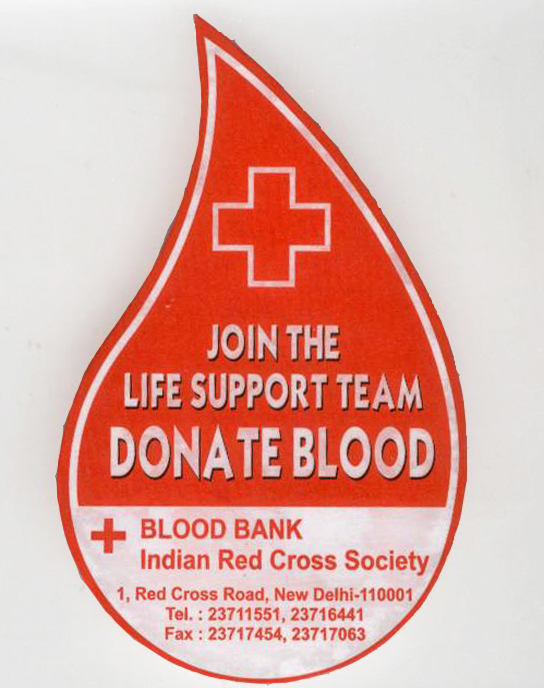 JOIN THE
LIFE SUPPORT TEAM
DONATE BLOOD
BLOOD BANK
Indian Red Cross Society
1, Red Cross Road, New Delhi-110001
Tel. : 23711551, 23716441
Fax : 23717454, 23717063